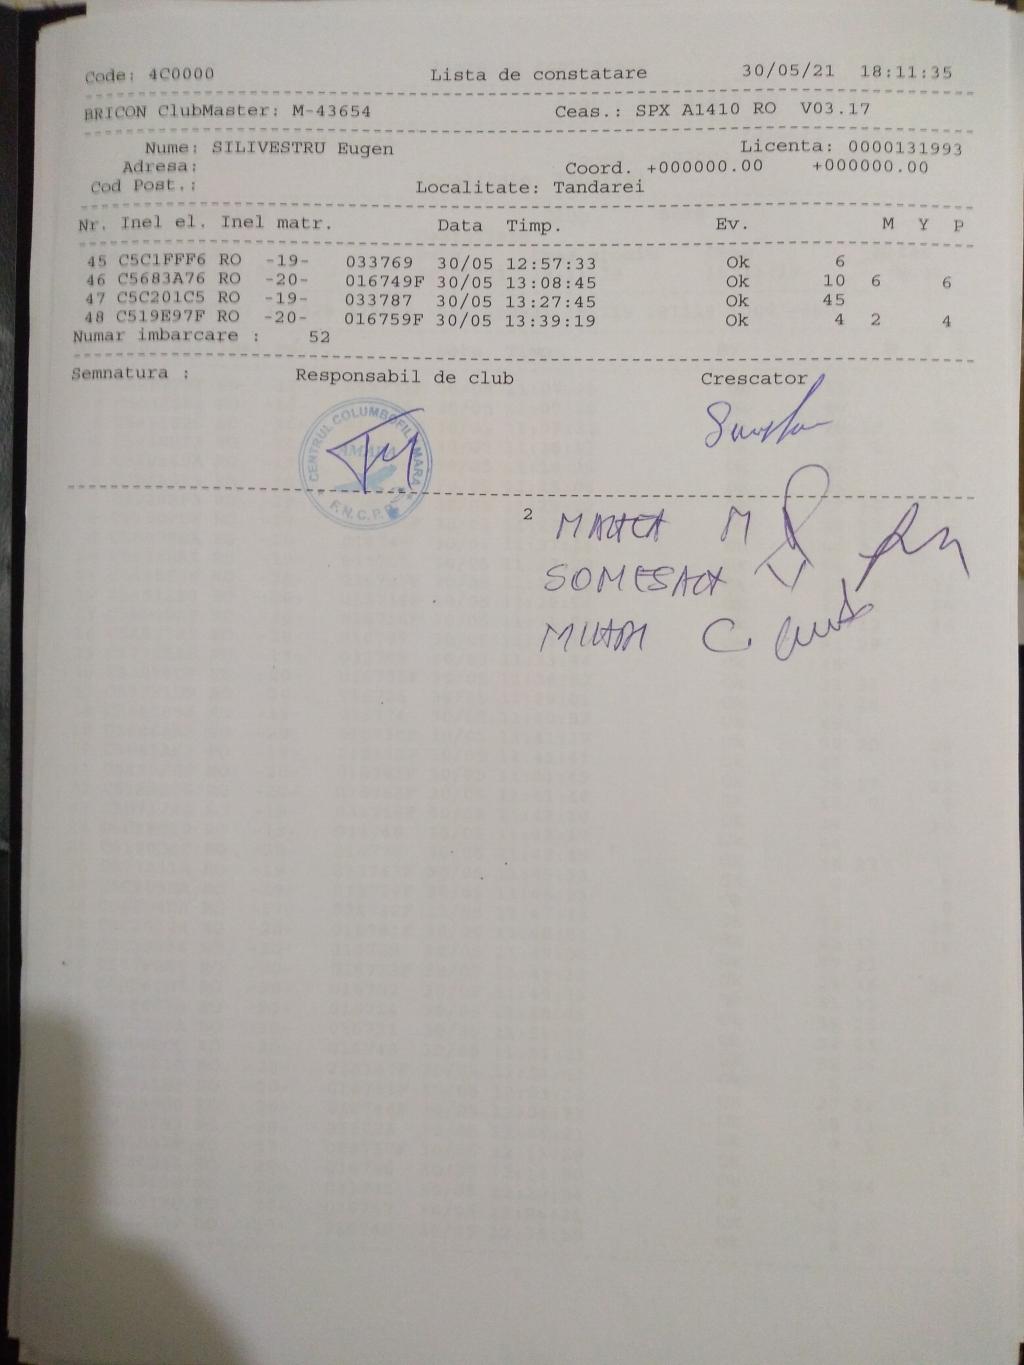 Code: 4C0000 Lista de constatare 30/05/21 18:11:35
BRICON ClubMaster: M-43654 Ceas.: SPX A1410 RO V03.17
Nume: SILIVESTRU Eugen Licenta: 0000131993
Adresa: Coord. +000000.00 +000000.00
Cod Post.: Localitate: Tandarei
Nr. Inel el. Inel matr. Data Timp. Ev. M Y P
45 C5C1FFF6 RO -19- 033769 30/05 12:57:33 Ok 6
46 C5683A76 RO -20- 016749F 30/05 13:08:45 Ok 10 6 6
47 C5C201C5 RO -19- 033787 30/05 13:27:45 Ok 45
48 C519E97F RO -20- 016759F 30/05 13:39:19 Ok 4 2 4
Numar imbarcare : 52
Semnatura : Responsabil de club Crescator
CENTRUL COLUMBOFIL AMARA
AMARA
F.N.C.P.R.
2
M
SOMESAN V
C